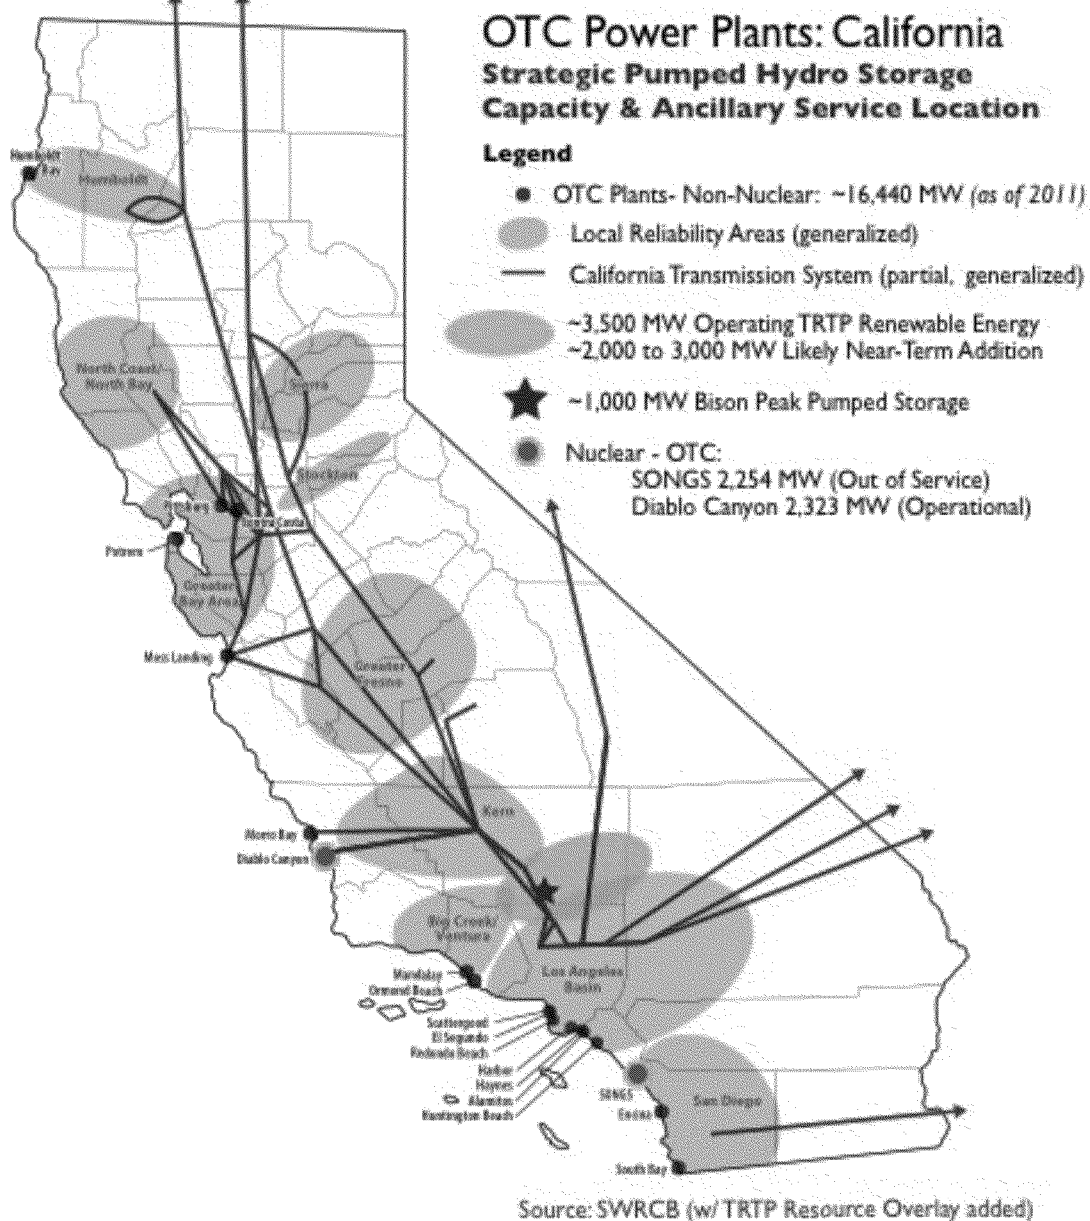 OTC Power Plants: California
Strategic Pumped Hydro Storage
Capacity & Ancillary Service Location
Legend
OTC Plants- Non-Nuclear: ~16,440 MW (as of 2011)
Local Reliability Areas (generalized)
California Transmission System (partial, generalized)
~3,500 MW Operating TRTP Renewable Energy
~2,000 to 3,000 MW Likely Near-Term Addition
~1,000 MW Bison Peak Pumped Storage
Nuclear - OTC:
SONGS 2,254 MW (Out of Service)
Diablo Canyon 2,323 MW (Operational)
Humboldt
Bay
Humboldt
North Coast/
North Bay
Sierra
Stockton
Potrero
Greater
Bay Area
Moss Landing
Greater
Fresno
Kern
Morro Bay
Diablo Canyon
Big Creek/
Ventura
Los Angeles
Basin
Mandalay
Ormond Beach
Scattergood
El Segundo
Redondo Beach
Harbor
Haynes
Alamitos
Huntington Beach
SONGS
Encina
San Diego
South Bay
Source: SWRCB (w/ TRTP Resource Overlay added)